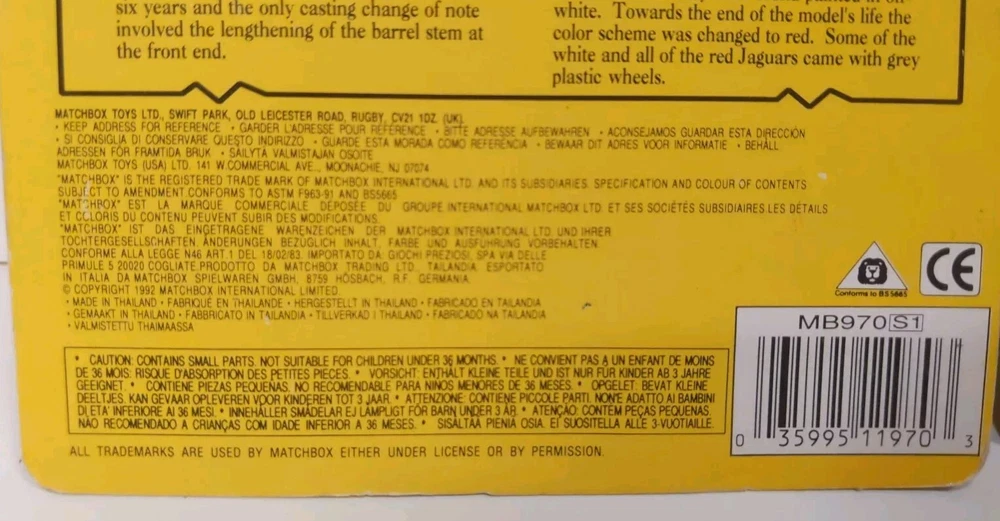 six years and the only casting change of note
involved the lengthening of the barrel stem at
the front end.
white. Towards the end of the model's life the
color scheme was changed to red. Some of the
white and all of the red Jaguars came with grey
plastic wheels.
MATCHBOX TOYS LTD., SWIFT PARK, OLD LEICESTER ROAD, RUGBY, CV21 1DZ (UK).
• KEEP ADDRESS FOR REFERENCE • GARDER L'ADRESSE POUR REFERENCE • BITTE ADRESSE AUFBEWAHREN • ACONSEJAMOS GUARDAR ESTA DIRECCIÓN
• SI CONSIGLIA DI CONSERVARE QUESTO INDIRIZZO • GUARDE ESTA MORADA COMO REFERENCIA • BEWAAR DIT ADRES VOOR INFORMATIE • BEHÅLL
ADRESSEN FÖR FRAMTIDA BRUK • SÄILYTÄ VALMISTAJAN OSOITE
MATCHBOX TOYS (USA) LTD. 141 W COMMERCIAL AVE., MOONACHIE, NJ 07074
"MATCHBOX" IS THE REGISTERED TRADE MARK OF MATCHBOX INTERNATIONAL LTD. AND ITS SUBSIDIARIES. SPECIFICATION AND COLOUR OF CONTENTS
SUBJECT TO AMENDMENT.CONFORMS TO ASTM F963-91 AND BS5665
"MATCHBOX" EST LA MARQUE COMMERCIALE DÉPOSÉE DU GROUPE INTERNATIONAL MATCHBOX LTD. ET SES SOCIÉTÉS SUBSIDIAIRES.LES DÉTAILS
ET COLORIS DU CONTENU PEUVENT SUBIR DES MODIFICATIONS.
"MATCHBOX" IST DAS EINGETRAGENE WARENZEICHEN DER MATCHBOX INTERNATIONAL LTD. UND IHRER
TOCHTERGESELLSCHAFTEN. ÄNDERUNGEN BEZÜGLICH INHALT, FARBE UND AUSFÜHRUNG VORBEHALTEN.
CONFORME ALLA LEGGE N46 ART.1 DEL 18/02/83. IMPORTATO DA: GIOCHI PREZIOSI, SPA VIA DELLE
PRIMULE 5 20020 COGLIATE.PRODOTTO DA MATCHBOX TRADING LTD. TAILANDIA. ESPORTATO
IN ITALIA DA MATCHBOX SPIELWAREN GMBH, 8759 HÖSBACH, R.F. GERMANIA.
© COPYRIGHT 1992 MATCHBOX INTERNATIONAL LIMITED.
• MADE IN THAILAND • FABRIQUÉ EN THAILANDE • HERGESTELLT IN THAILAND • FABRICADO EN TAILANDIA
• GEMAAKT IN THAILAND • FABBRICATO IN TAILANDIA • TILLVERKAD I THAILAND • FABRICADO NA TAILANDIA
• VALMISTETTU THAIMAASSA
Conforms to BS5665
CE
MB970 S1
0 35995 11970 3
* CAUTION: CONTAINS SMALL PARTS. NOT SUITABLE FOR CHILDREN UNDER 36 MONTHS. * NE CONVIENT PAS A UN ENFANT DE MOINS
DE 36 MOIS: RISQUE D'ABSORPTION DES PETITES PIECES. * VORSICHT: ENTHÄLT KLEINE TEILE UND IST NUR FÜR KINDER AB 3 JAHRE
GEEIGNET. * CONTIENE PIEZAS PEQUENAS. NO RECOMENDABLE PARA NINOS MENORES DE 36 MESES. * OPGELET: BEVAT KLEINE
DEELTJES. KAN GEVAAR OPLEVEREN VOOR KINDEREN TOT 3 JAAR. * ATTENZIONE: CONTIENE PICCOLE PARTI. NON'E ADATTO AI BAMBINI
DI ETA' INFERIORE AI 36 MESI. * INNEHÅLLER SMÅDELAR EJ LÄMPLIGT FÖR BARN UNDER 3 ÅR. * ATENÇÃO: CONTÉM PEÇAS PEQUENAS.
NÃO RECOMENDADO A CRIANÇAS COM IDADE INFERIOR A 36 MESES. * SISÄLTÄÄ PIENIÄ OSIA. EI SUOSITELLA ALLE 3-VUOTIAILLE.
ALL TRADEMARKS ARE USED BY MATCHBOX EITHER UNDER LICENSE OR BY PERMISSION.